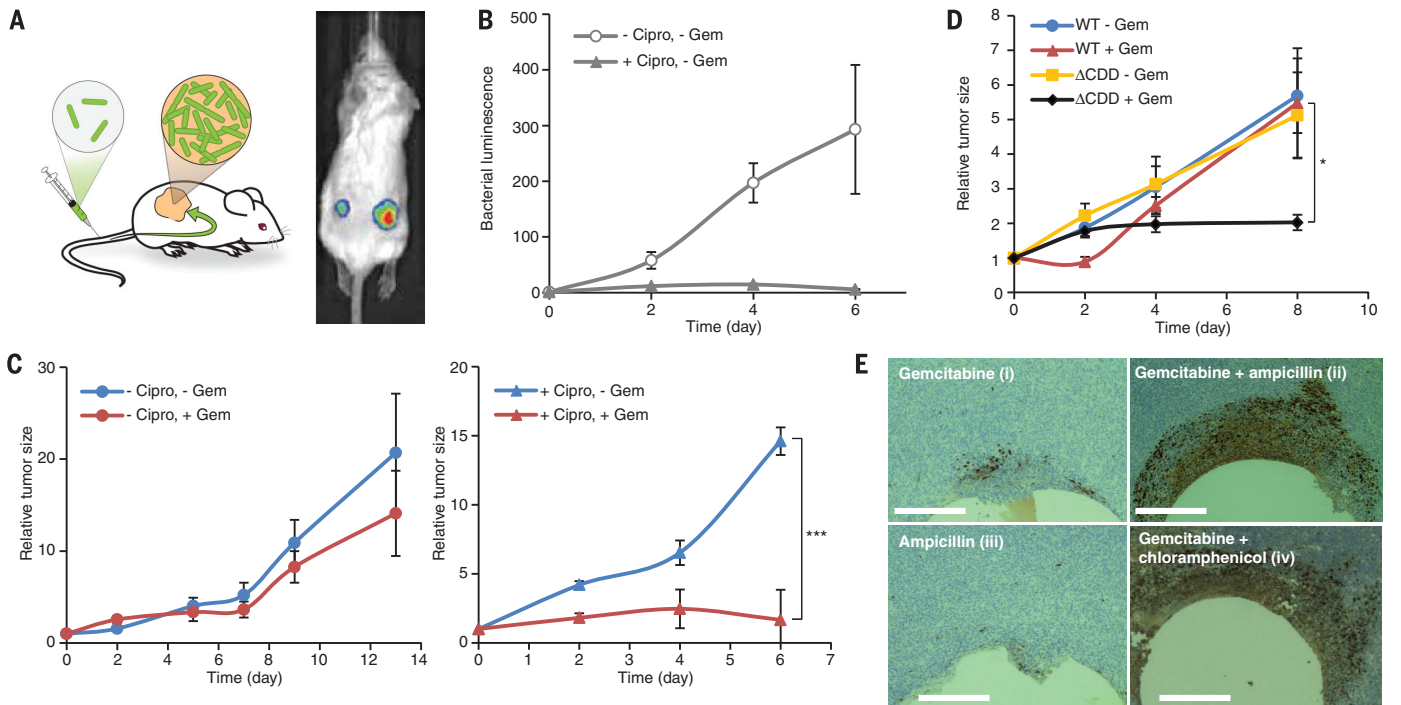 A
B
500
400
300
200
100
0
Bacterial luminescence
- Cipro, - Gem
+ Cipro, - Gem
0
2
4
6
Time (day)
D
8
7
6
5
4
3
2
1
0
Relative tumor size
WT - Gem
WT + Gem
ΔCDD - Gem
ΔCDD + Gem
*
0
2
4
6
8
10
Time (day)
C
30
20
10
0
Relative tumor size
- Cipro, - Gem
- Cipro, + Gem
0
2
4
6
8
10
12
14
Time (day)
20
15
10
5
0
Relative tumor size
+ Cipro, - Gem
+ Cipro, + Gem
***
0
1
2
3
4
5
6
7
Time (day)
E
Gemcitabine (i)
Gemcitabine + ampicillin (ii)
Ampicillin (iii)
Gemcitabine +
chloramphenicol (iv)